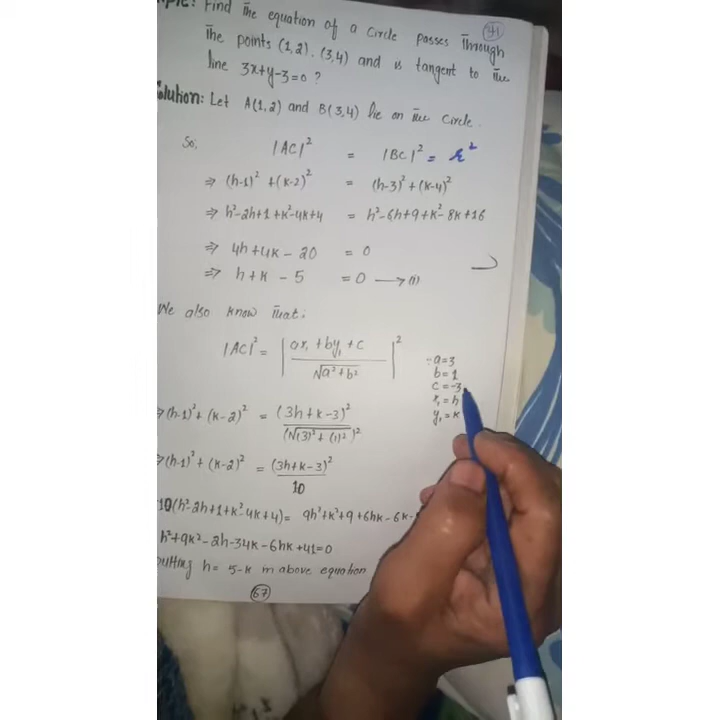 (41)
Find the equation of a circle passes through
the points (1,2), (3,4) and is tangent to the
line 3x+y-3=0 ?
Solution: Let A(1,2) and B(3,4) lie on the circle.
So, |AC|² = |BC|² = r²
⇒ (h-1)² + (k-2)² = (h-3)² + (k-4)²
⇒ h²-2h+1+k²-4k+4 = h²-6h+9+k²-8k+16
⇒ 4h+4k-20 = 0
⇒ h+k-5 = 0 → (i)
We also know that:
|AC|² = |ax₁+by₁+c / √a²+b²|²
∵ a=3
b=1
c=-3
x₁=h
y₁=k
⇒ (h-1)²+(k-2)² = (3h+k-3)² / (√(3)²+(1)²)²
⇒ (h-1)²+(k-2)² = (3h+k-3)² / 10
10(h²-2h+1+k²-4k+4) = 9h²+k²+9+6hk-6k-
h²+9k²-2h-34k-6hk+41=0
putting h= 5-k in above equation
(67)